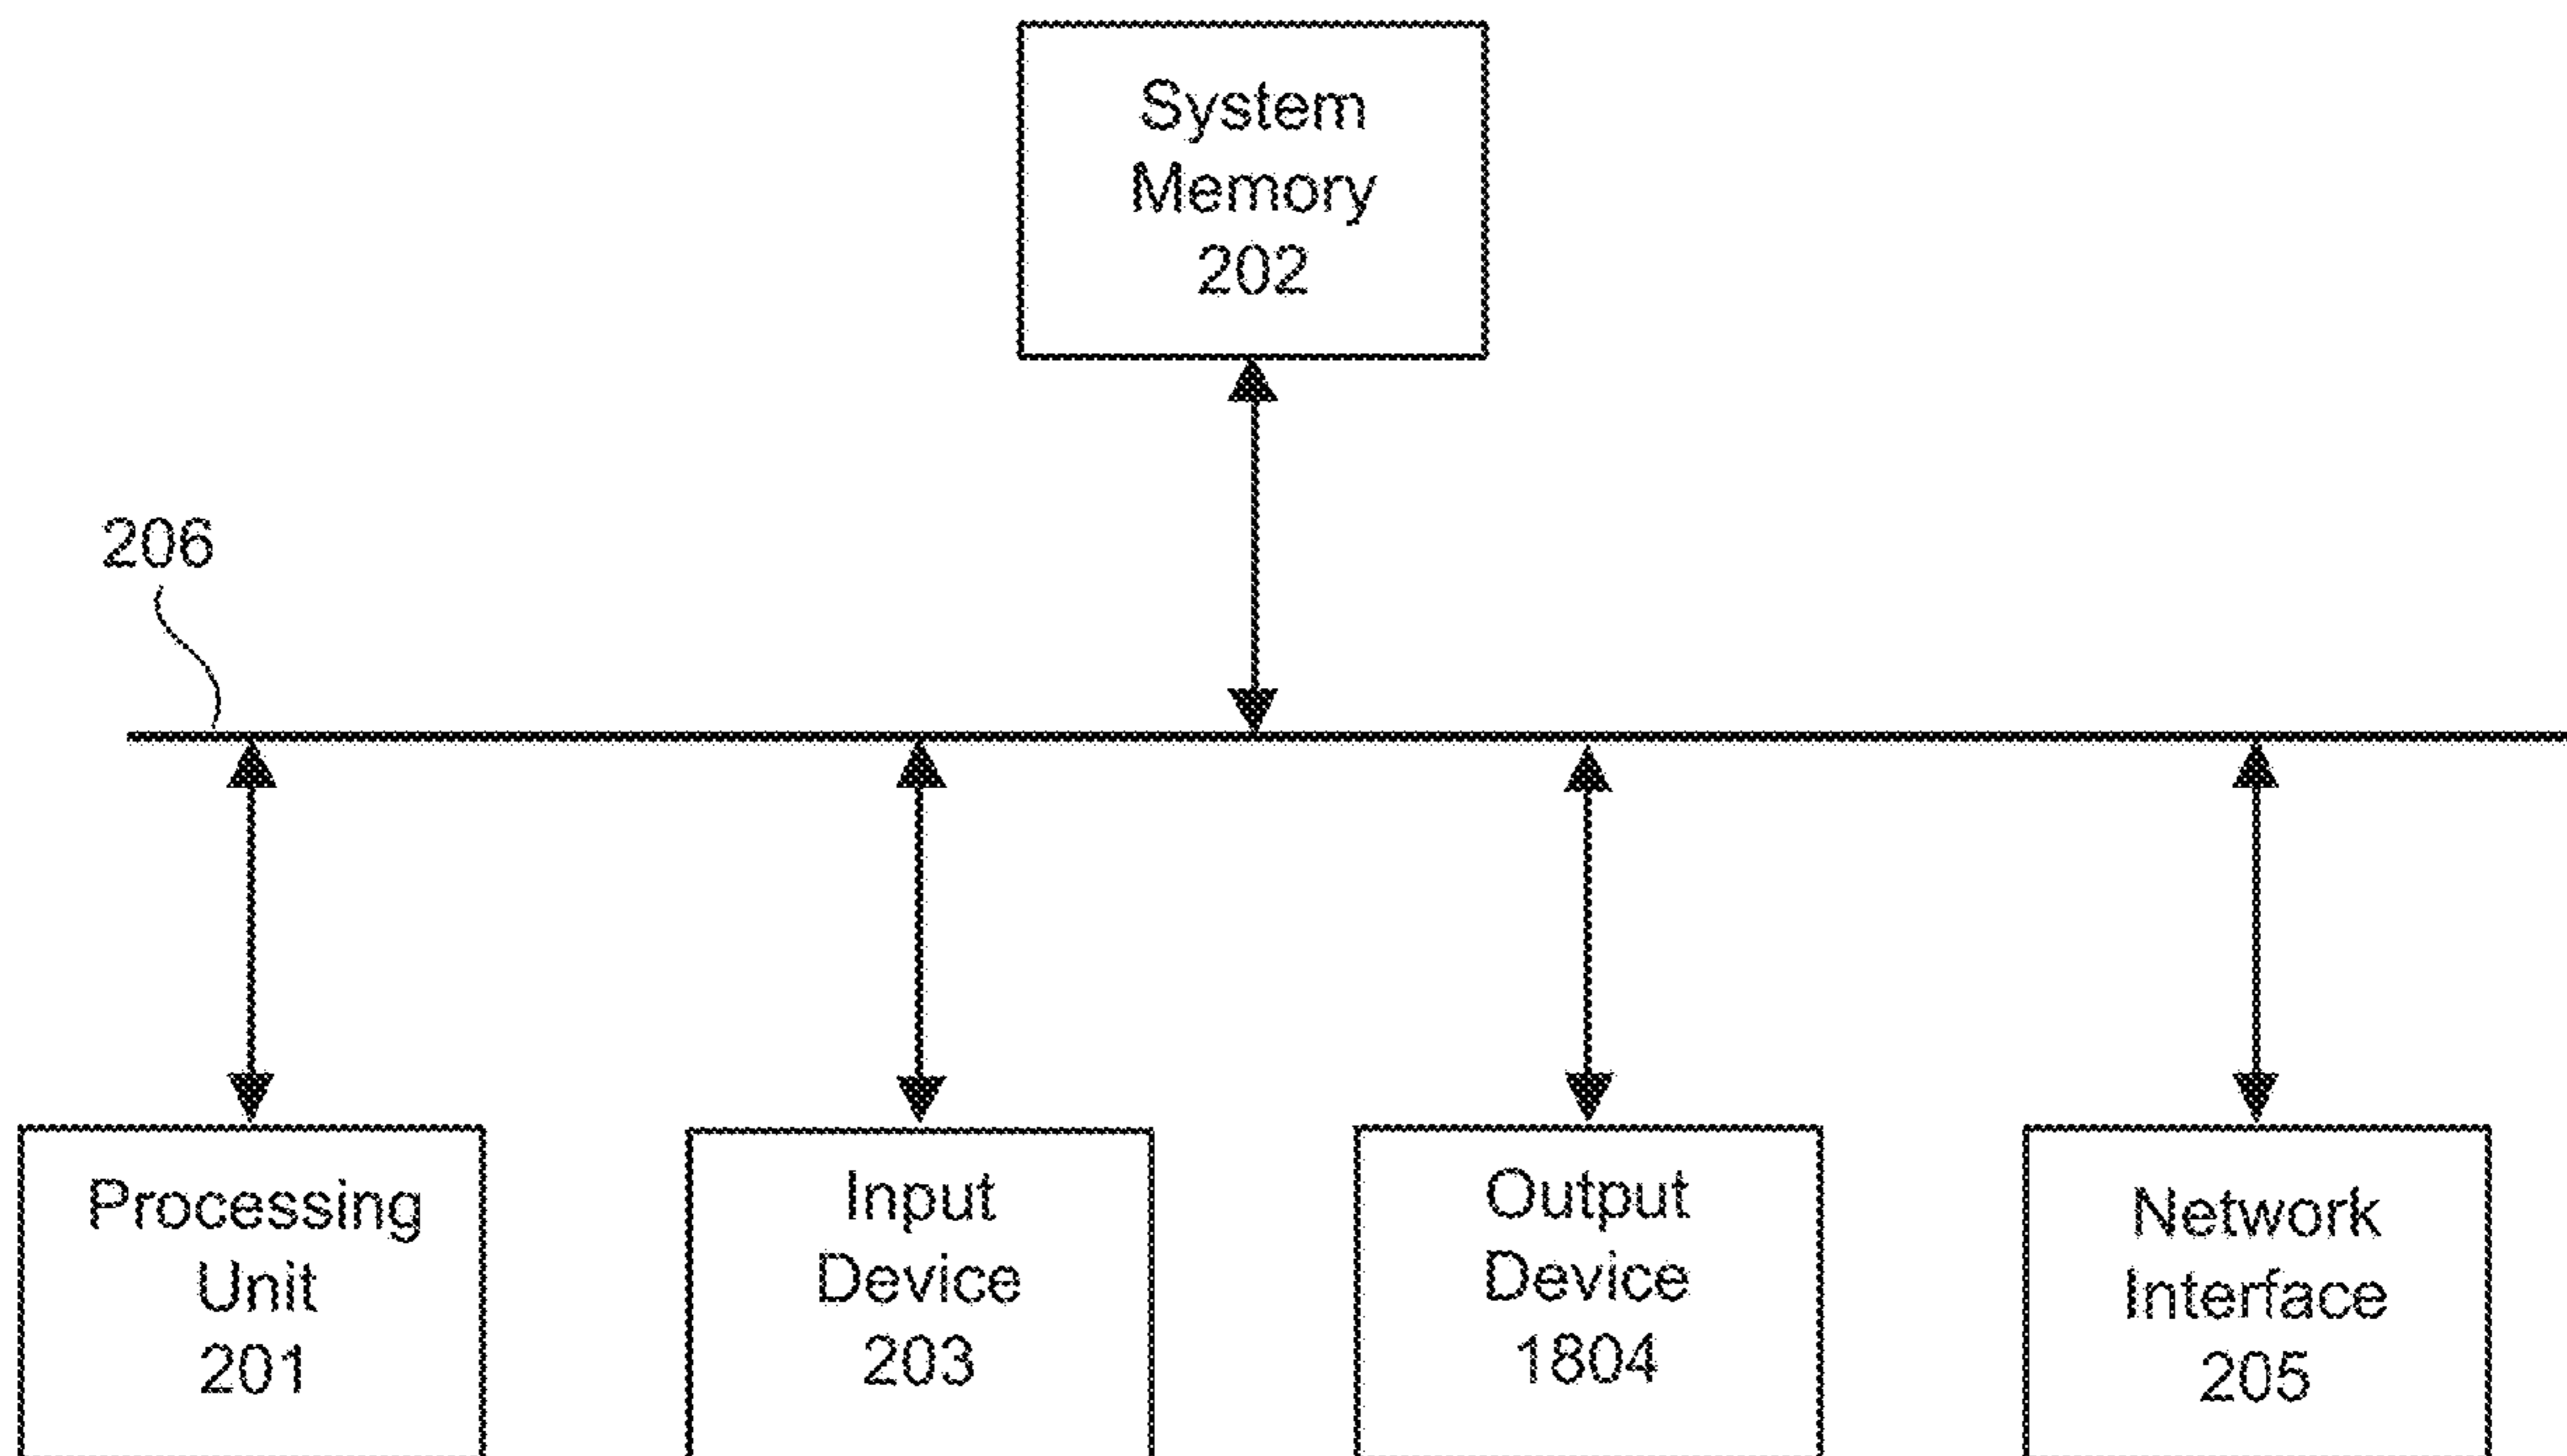 System
Memory
202
206
Processing
Unit
201
Input
Device
203
Output
Device
1804
Network
Interface
205